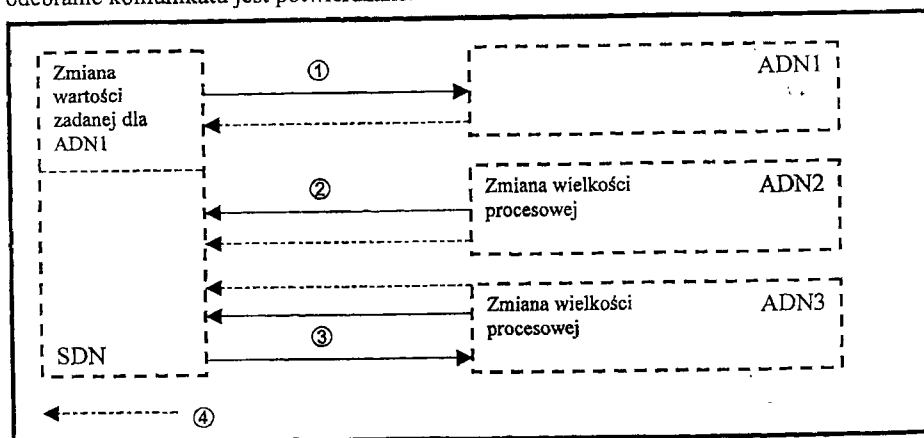 odebranie komunikatu jest potwierdzane.
Zmiana
wartości
zadanej dla
ADN1
①
ADN1
②
Zmiana wielkości
procesowej
ADN2
③
Zmiana wielkości
procesowej
ADN3
SDN
④